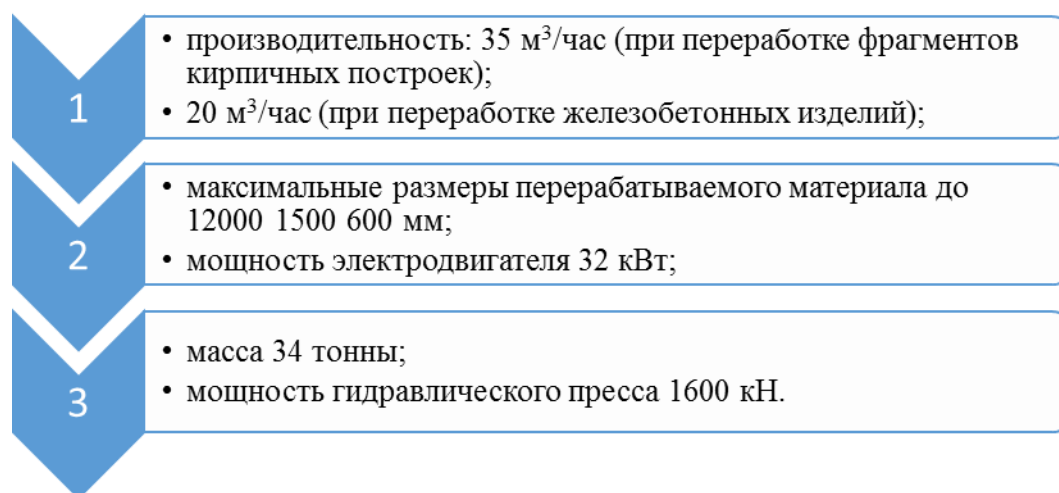 1
• производительность: 35 м³/час (при переработке фрагментов
кирпичных построек);
• 20 м³/час (при переработке железобетонных изделий);
2
• максимальные размеры перерабатываемого материала до
12000 1500 600 мм;
• мощность электродвигателя 32 кВт;
3
• масса 34 тонны;
• мощность гидравлического пресса 1600 кН.